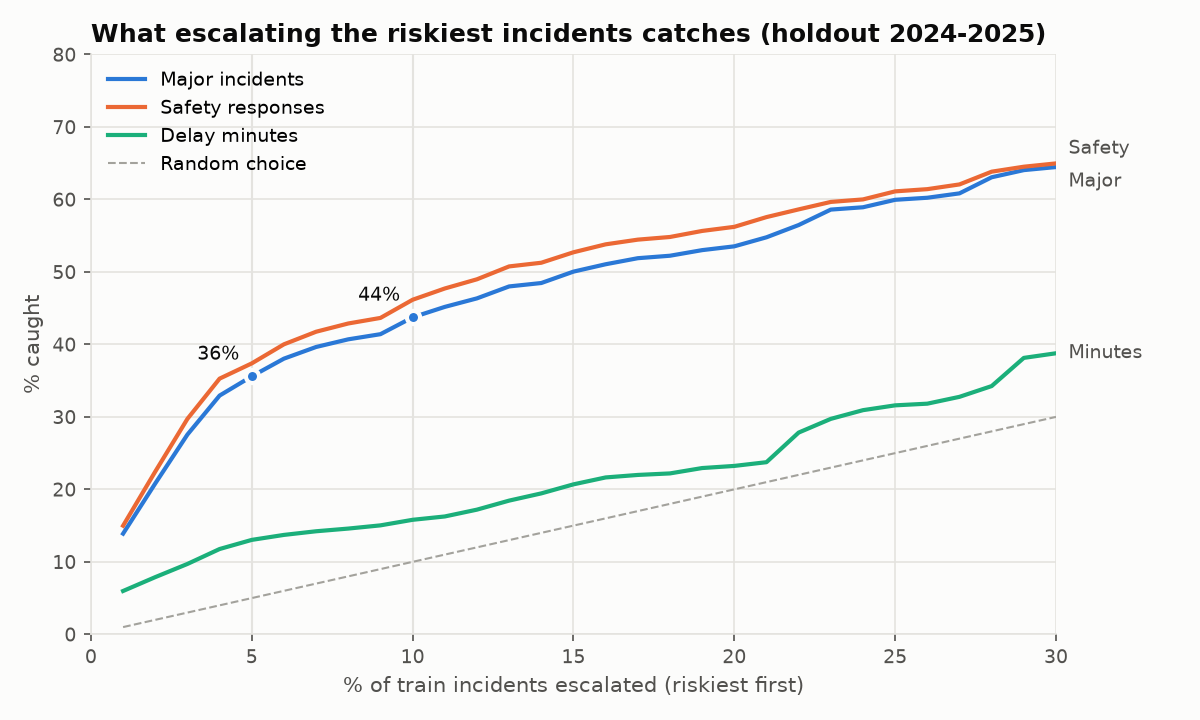 What escalating the riskiest incidents catches (holdout 2024-2025)
80
70
60
50
40
30
20
10
0
% caught
Major incidents
Safety responses
Delay minutes
Random choice
36%
44%
Safety
Major
Minutes
0
5
10
15
20
25
30
% of train incidents escalated (riskiest first)